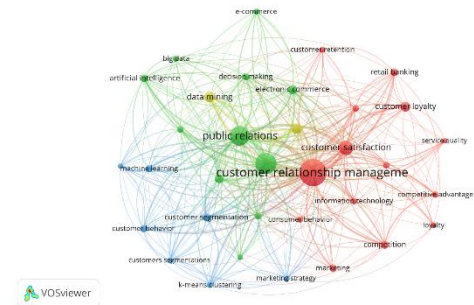 e-commerce
customer retention
big data
retail banking
artificial intelligence
decision making
electronic commerce
data mining
customer loyalty
public relations
service quality
customer satisfaction
machine learning
customer relationship manageme
competitive advantage
information technology
customer segmentation
consumer behavior
loyalty
customer behavior
competition
customers segmentations
marketing
k-means clustering
marketing strategy
VOSviewer